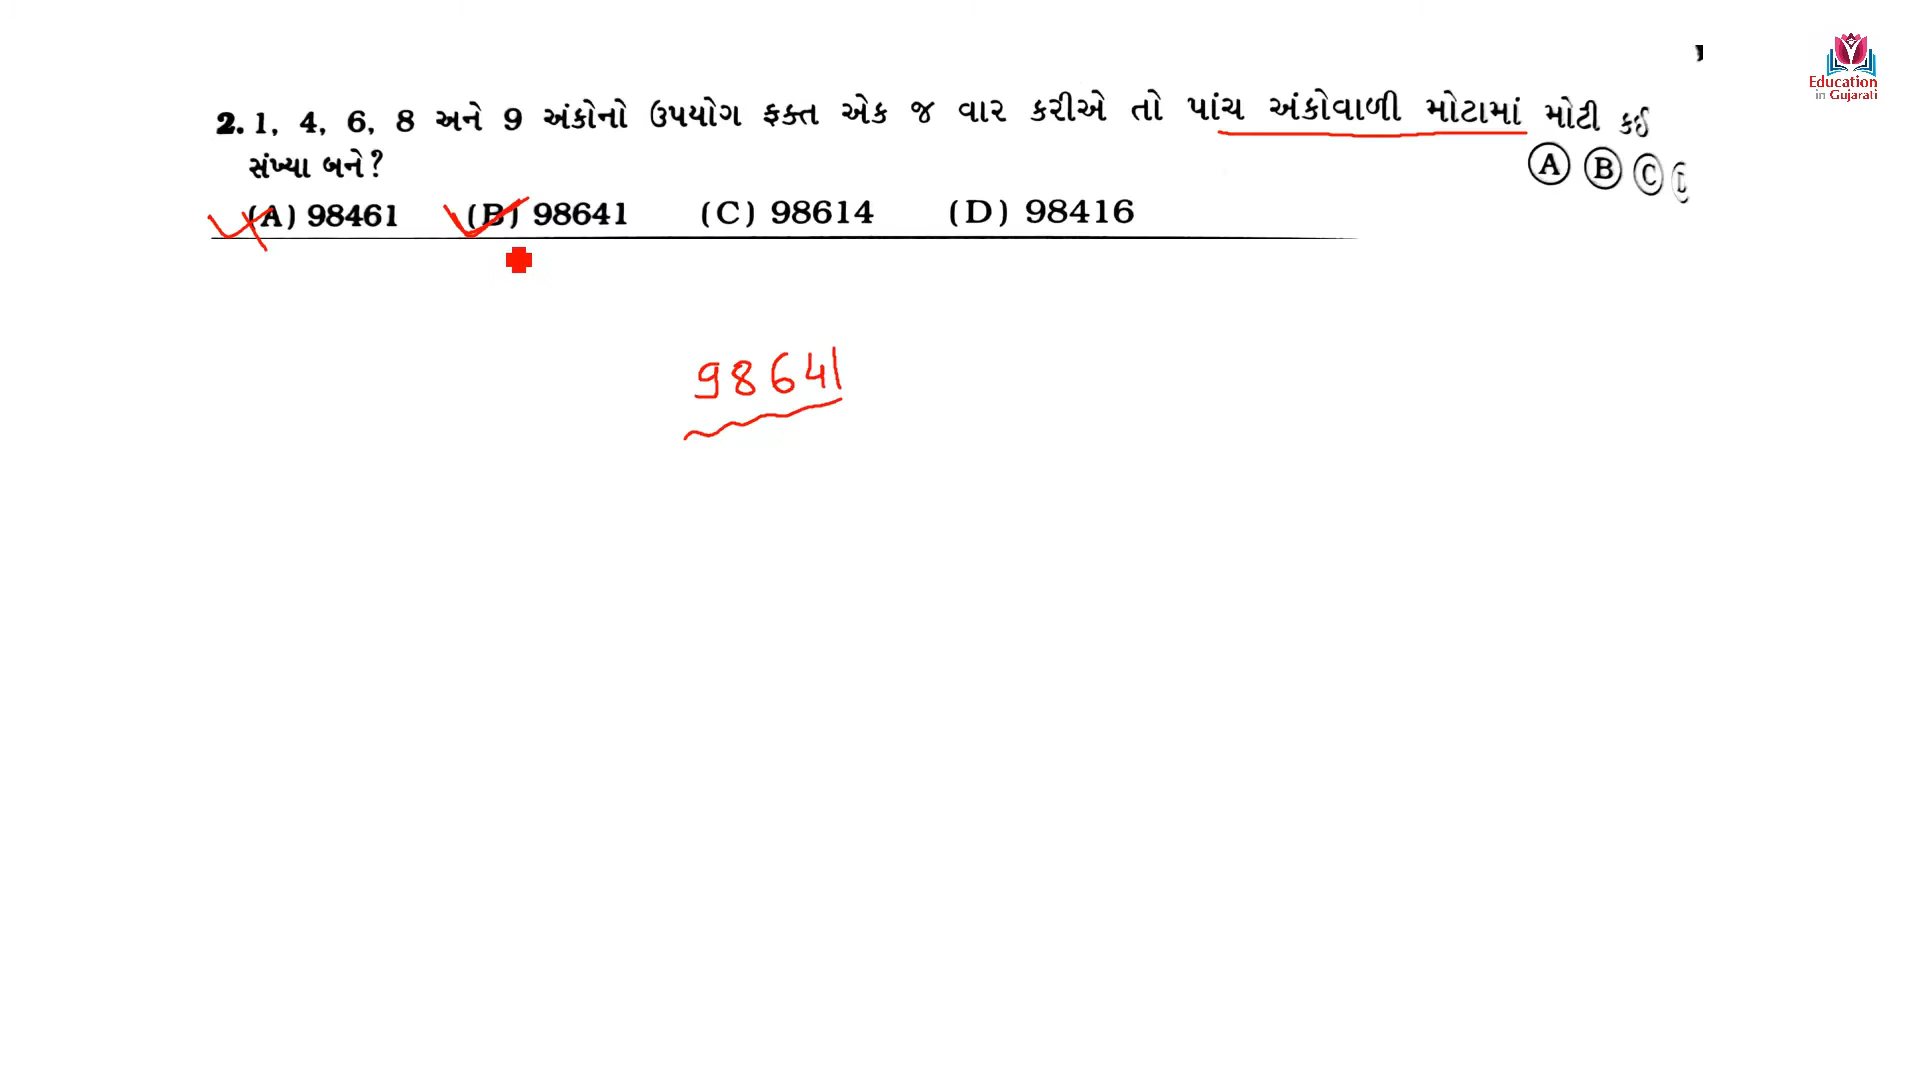 Education
in Gujarati
2. 1, 4, 6, 8 અને 9 અંકોનો ઉપયોગ ફક્ત એક જ વાર કરીએ તો પાંચ અંકોવાળી મોટામાં મોટી કઈ
સંખ્યા બને?
A B C
(A) 98461 (B) 98641 (C) 98614 (D) 98416
98641